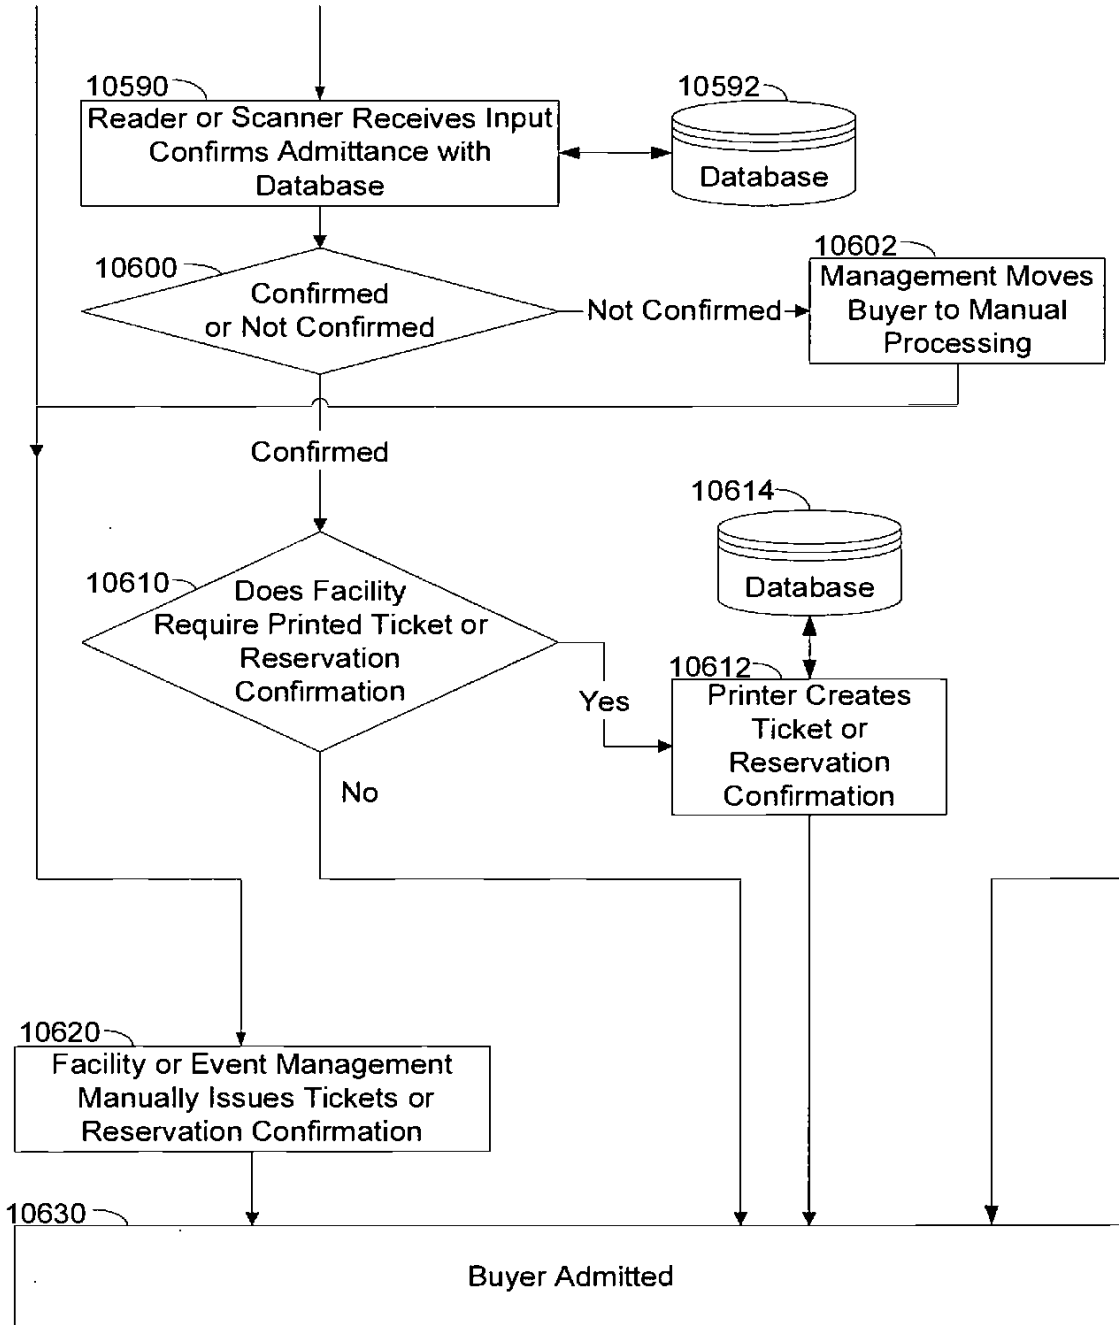 10590
Reader or Scanner Receives Input
Confirms Admittance with
Database
10592
Database
10600
Confirmed
or Not Confirmed
Not Confirmed
10602
Management Moves
Buyer to Manual
Processing
Confirmed
10610
Does Facility
Require Printed Ticket or
Reservation
Confirmation
10614
Database
10612
Printer Creates
Ticket or
Reservation
Confirmation
Yes
No
10620
Facility or Event Management
Manually Issues Tickets or
Reservation Confirmation
10630
Buyer Admitted